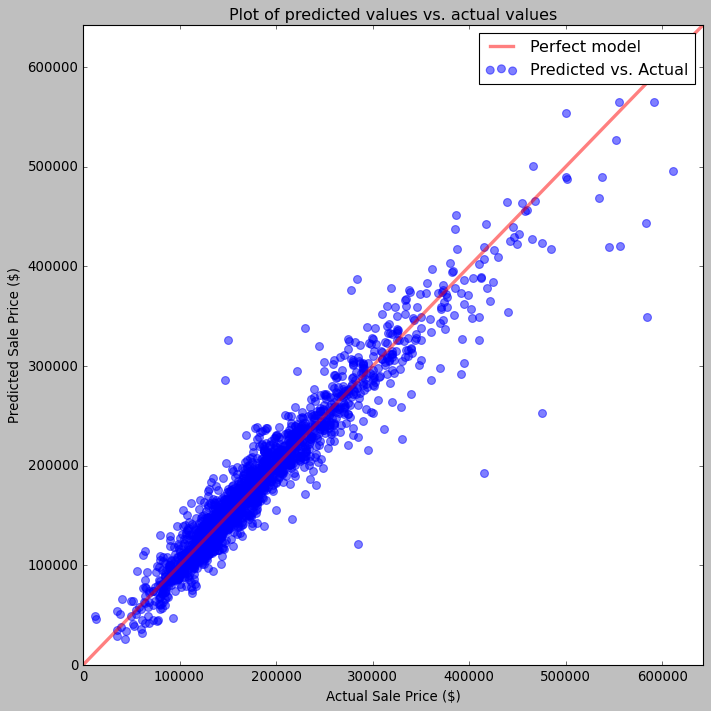 Plot of predicted values vs. actual values
Perfect model
Predicted vs. Actual
600000
500000
400000
300000
200000
100000
0
Predicted Sale Price ($)
0 100000 200000 300000 400000 500000 600000
Actual Sale Price ($)